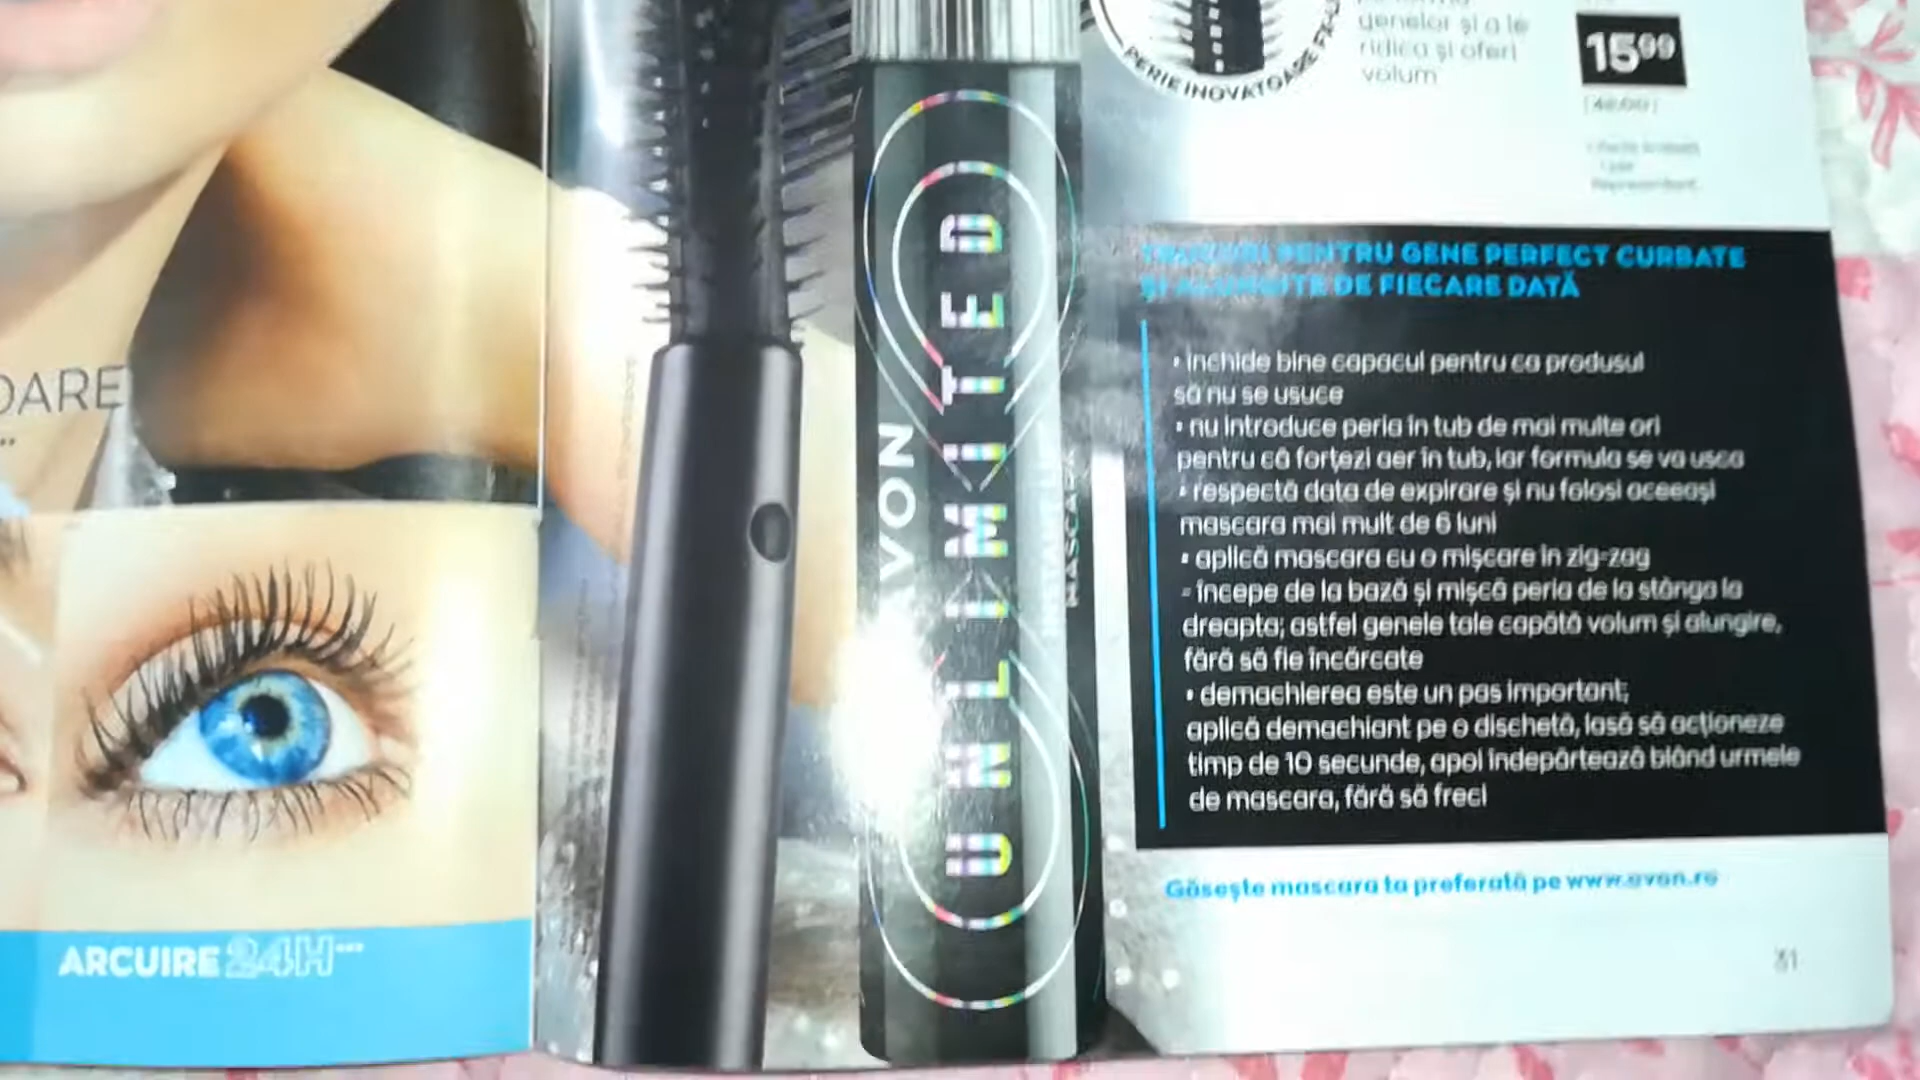 OARE
ARCUIRE 24H***
AVON
UNLIMITED
MASCARA
PERIE INOVATOARE
genelor și a le
ridica și oferi
volum
15⁹⁹
PENTRU GENE PERFECT CURBATE
DE FIECARE DATĂ
• închide bine capacul pentru ca produsul
să nu se usuce
• nu introduce peria în tub de mai multe ori
pentru că forțezi aer în tub, iar formula se va usca
• respectă data de expirare și nu folosi aceeași
mascara mai mult de 6 luni
• aplică mascara cu o mișcare în zig-zag
- începe de la bază și mișcă peria de la stânga la
dreapta; astfel genele tale capătă volum și alungire,
fără să fie încărcate
• demachierea este un pas important;
aplică demachiant pe o dischetă, lasă să acționeze
timp de 10 secunde, apoi îndepărtează blând urmele
de mascara, fără să freci
Găsește mascara ta preferată pe www.avon.ro
31